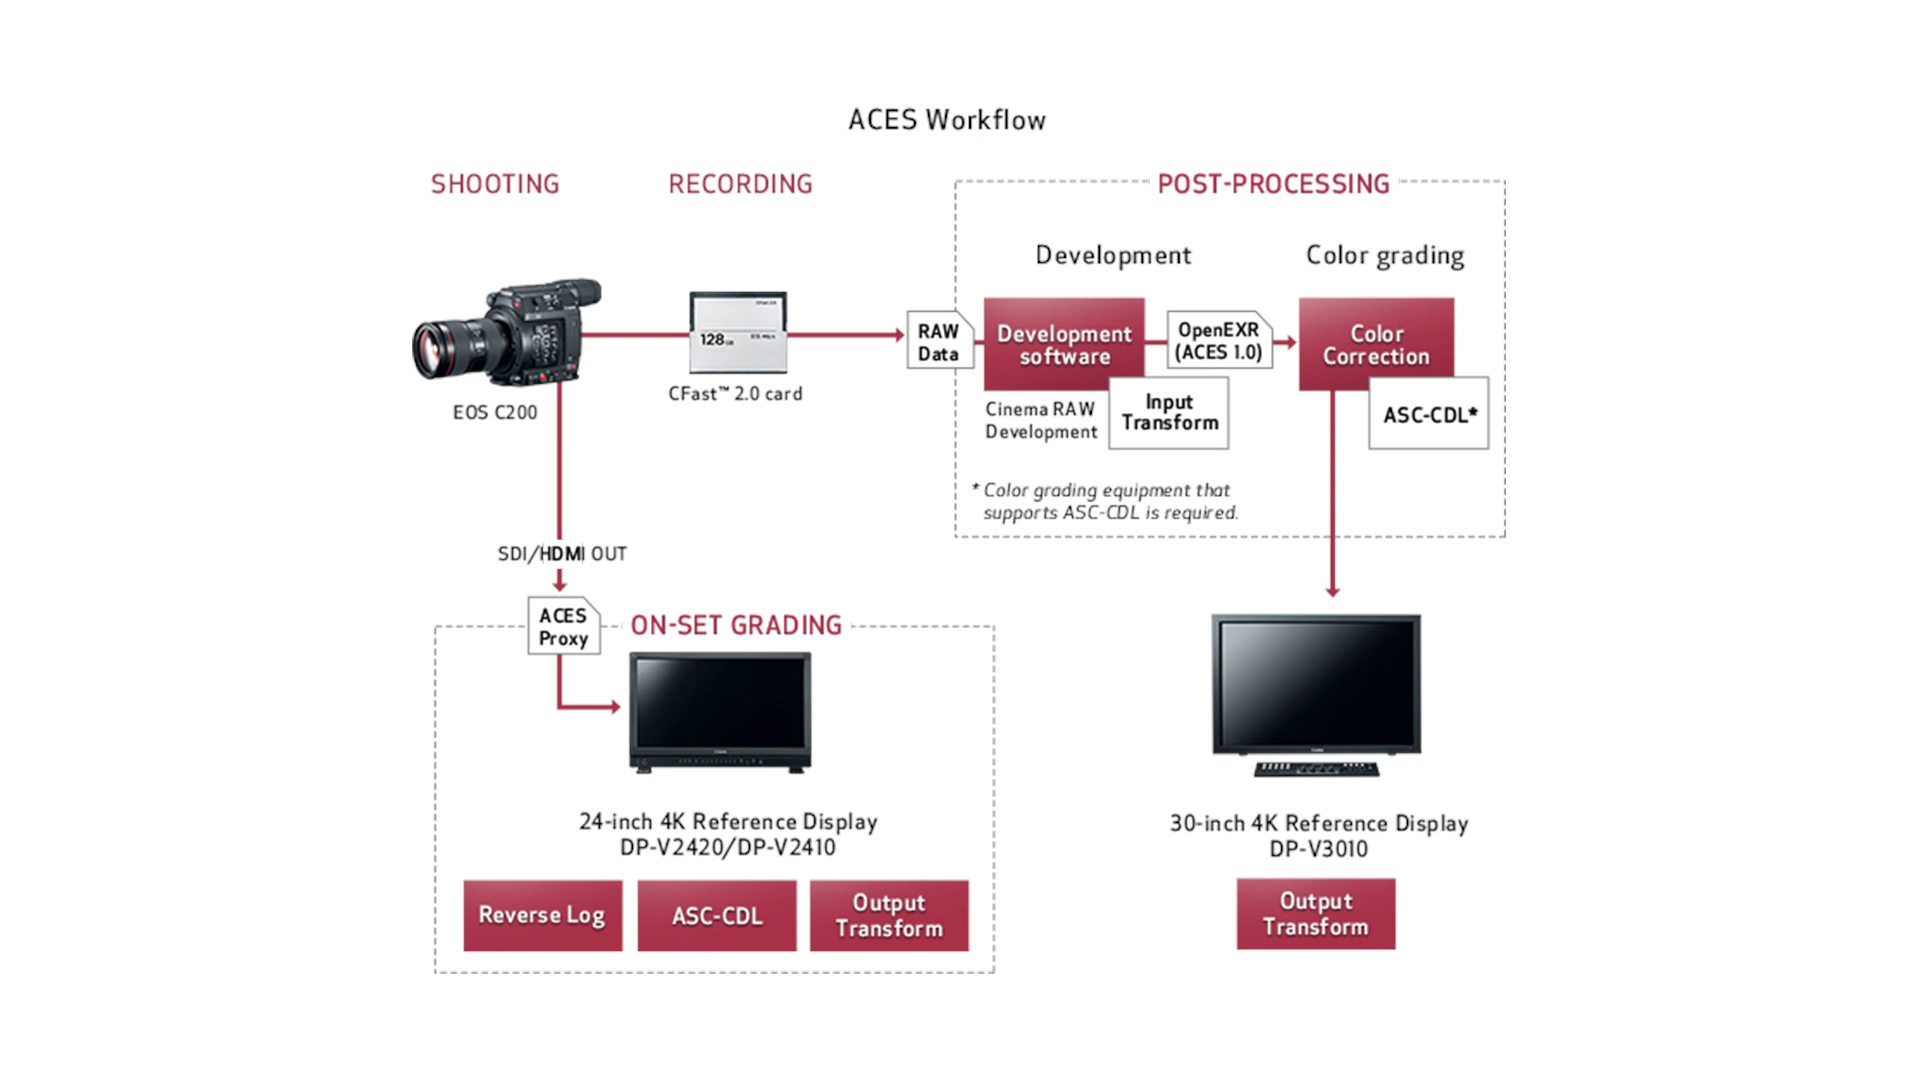 ACES Workflow
SHOOTING
RECORDING
POST-PROCESSING
Development
Color grading
128GB
RAW
Data
Development
software
OpenEXR
(ACES 1.0)
Color
Correction
EOS C200
CFast™ 2.0 card
Cinema RAW
Development
Input
Transform
ASC-CDL*
* Color grading equipment that
supports ASC-CDL is required.
SDI/HDMI OUT
ACES
Proxy
ON-SET GRADING
24-inch 4K Reference Display
DP-V2420/DP-V2410
Reverse Log
ASC-CDL
Output
Transform
30-inch 4K Reference Display
DP-V3010
Output
Transform